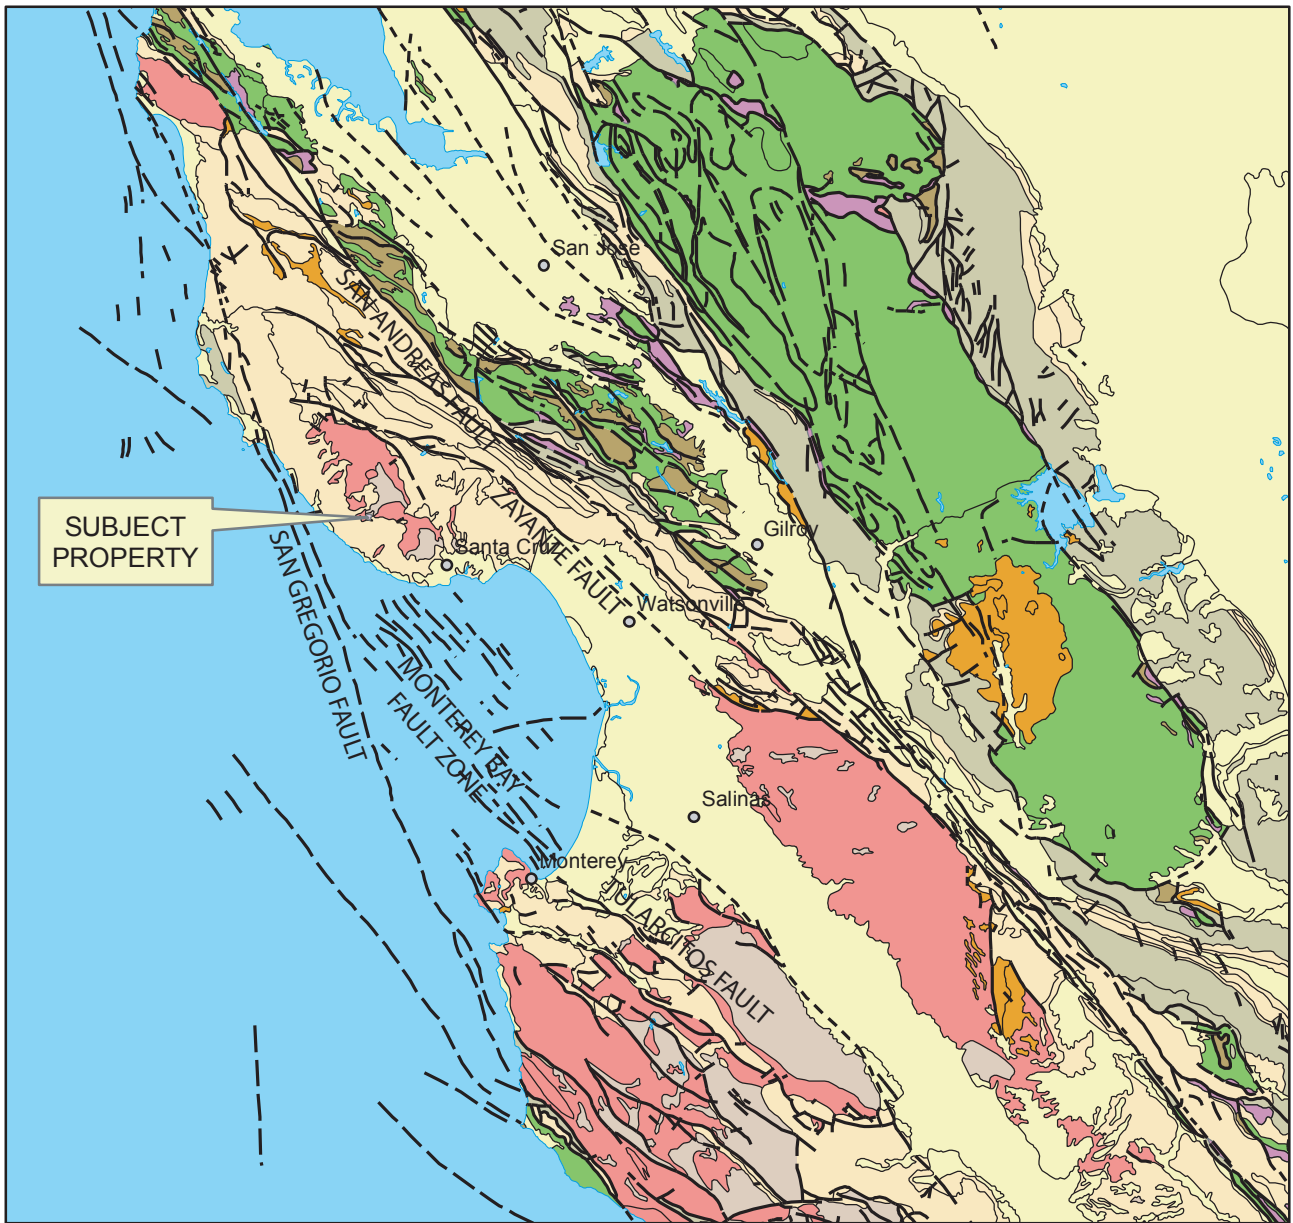 San Jose
SAN ANDREAS FAULT
SUBJECT
PROPERTY
ZAYANTE FAULT
Gilroy
Santa Cruz
SAN GREGORIO FAULT
Watsonville
MONTEREY BAY
FAULT ZONE
Salinas
Monterey
TULARCITOS FAULT